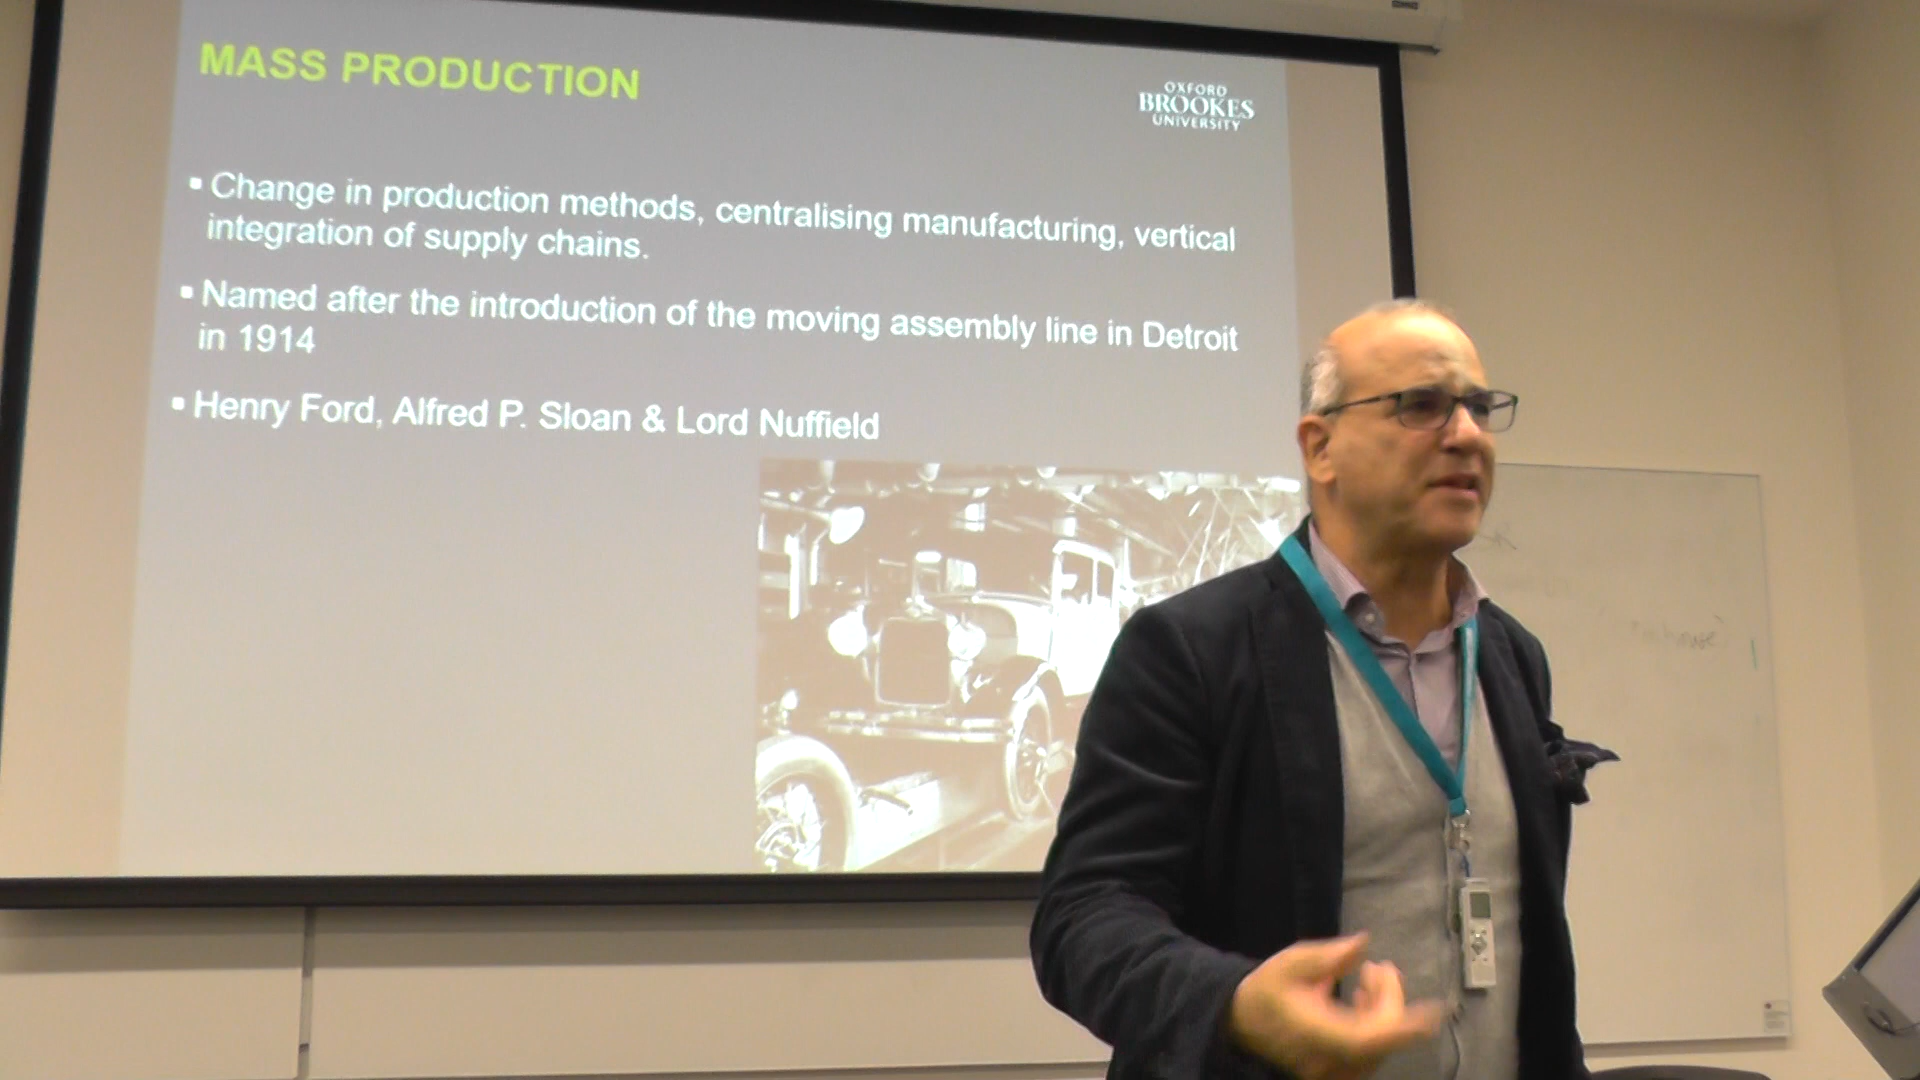 MASS PRODUCTION
OXFORD
BROOKES
UNIVERSITY
▪ Change in production methods, centralising manufacturing, vertical
integration of supply chains.
▪ Named after the introduction of the moving assembly line in Detroit
in 1914
▪ Henry Ford, Alfred P. Sloan & Lord Nuffield